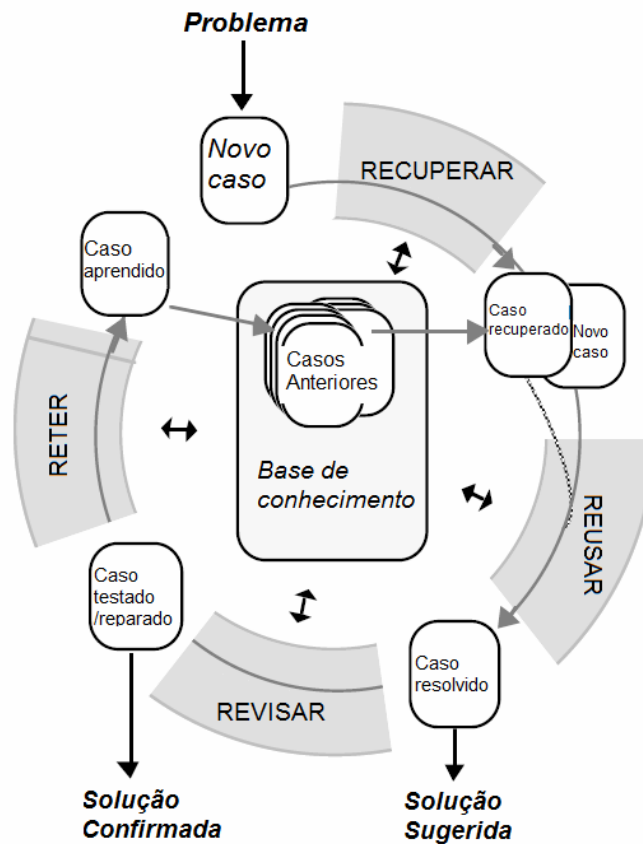 Problema
Novo
caso
RECUPERAR
Caso
aprendido
Caso
recuperado
Novo
caso
Casos
Anteriores
RETER
Base de
conhecimento
REUSAR
Caso
testado
/reparado
REVISAR
Caso
resolvido
Solução
Confirmada
Solução
Sugerida